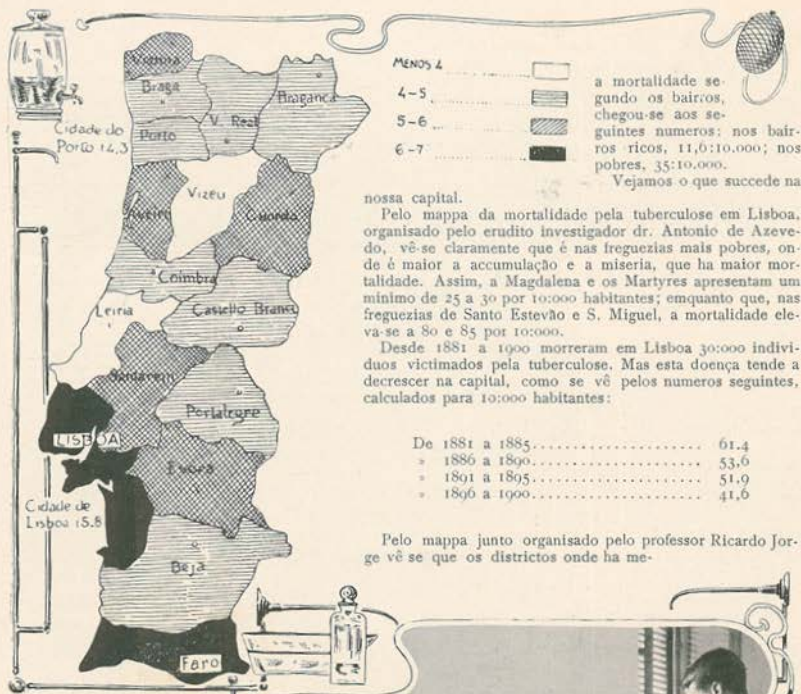 Vianna
Braga
Bragança
V. Real
Porto
Cidade do
Porto 14,3
Vizeu
Aveiro
Guarda
Coimbra
Castello Branco
Leiria
Santarem
Portalegre
LISBOA
Evora
Cidade de
Lisboa 15.8
Beja
Faro
MENOS 4
4-5
5-6
6-7
a mortalidade se-
gundo os bairros,
chegou-se aos se-
guintes numeros: nos bair-
ros ricos, 11,6:10.000; nos
pobres, 35:10.000.
Vejamos o que succede na
nossa capital.
Pelo mappa da mortalidade pela tuberculose em Lisboa,
organisado pelo erudito investigador dr. Antonio de Azeve-
do, vê-se claramente que é nas freguezias mais pobres, on-
de é maior a accumulação e a miseria, que ha maior mor-
talidade. Assim, a Magdalena e os Martyres apresentam um
minimo de 25 a 30 por 10:000 habitantes; emquanto que, nas
freguezias de Santo Estevão e S. Miguel, a mortalidade ele-
va-se a 80 e 85 por 10:000.
Desde 1881 a 1900 morreram em Lisboa 30:000 indivi-
duos victimados pela tuberculose. Mas esta doença tende a
decrescer na capital, como se vê pelos numeros seguintes,
calculados para 10:000 habitantes:
De 1881 a 1885...................... 61,4
» 1886 a 1890...................... 53,6
» 1891 a 1895...................... 51,9
» 1896 a 1900...................... 41,6
Pelo mappa junto organisado pelo professor Ricardo Jor-
ge vê se que os districtos onde ha me-